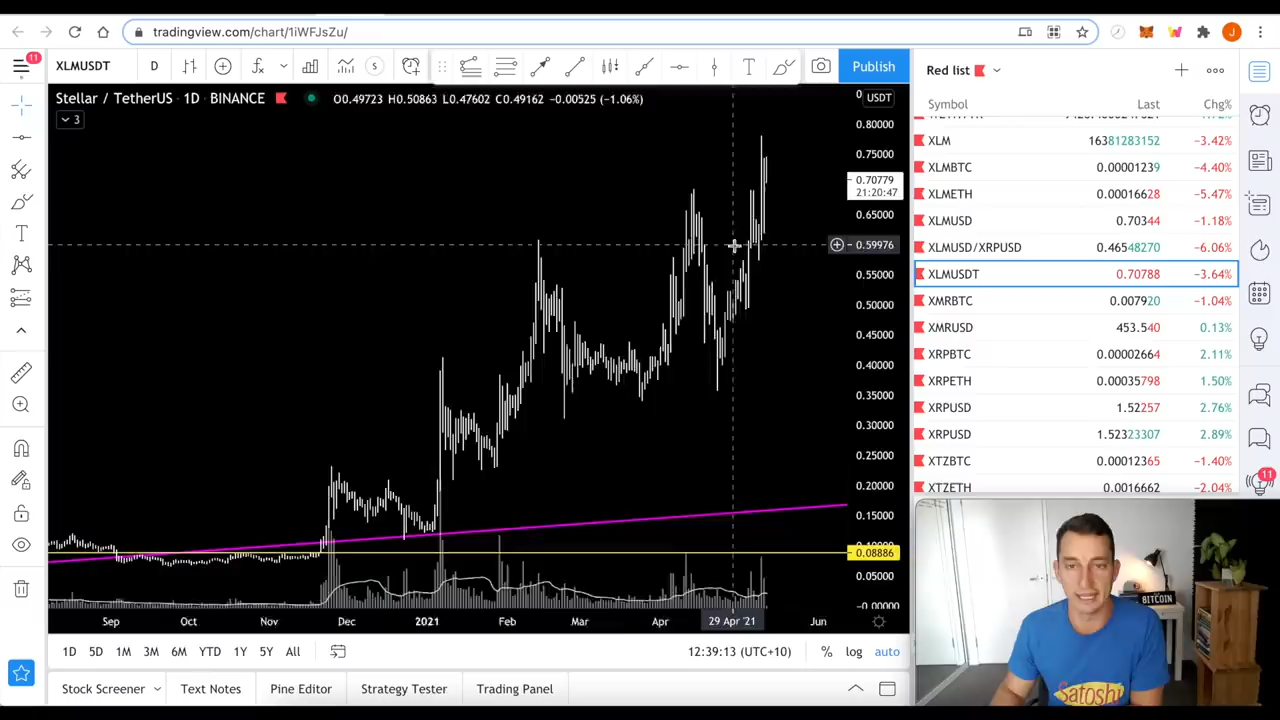 tradingview.com/chart/1iWFJsZu/
11
XLMUSDT
D
S
T
Publish
Stellar / TetherUS · 1D · BINANCE
O0.49723 H0.50863 L0.47602 C0.49162 −0.00525 (−1.06%)
3
USDT
0.80000
0.75000
0.70779
21:20:47
0.65000
0.59976
0.55000
0.50000
0.45000
0.40000
0.35000
0.30000
0.25000
0.20000
0.15000
0.08886
0.05000
−0.00000
Sep
Oct
Nov
Dec
2021
Feb
Mar
Apr
29 Apr '21
Jun
1D
5D
1M
3M
6M
YTD
1Y
5Y
All
12:39:13 (UTC+10)
%
log
auto
Stock Screener
Text Notes
Pine Editor
Strategy Tester
Trading Panel
Red list
Symbol Last Chg%
XLM 16381283152 −3.42%
XLMBTC 0.00001239 −4.40%
XLMETH 0.00016628 −5.47%
XLMUSD 0.70344 −1.18%
XLMUSD/XRPUSD 0.46548270 −6.06%
XLMUSDT 0.70788 −3.64%
XMRBTC 0.007920 −1.04%
XMRUSD 453.540 0.13%
XRPBTC 0.00002664 2.11%
XRPETH 0.00035798 1.50%
XRPUSD 1.52257 2.76%
XRPUSD 1.52323307 2.89%
XTZBTC 0.00012365 −1.40%
XTZETH 0.0016662 −2.04%
11
J
BITCOIN
Satoshi